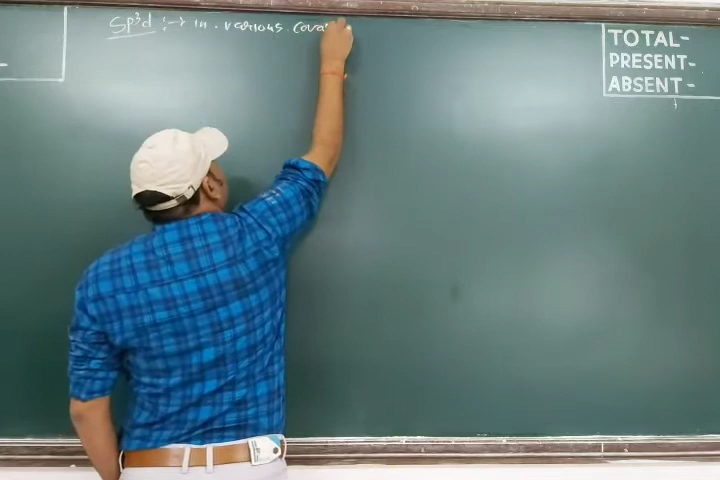 Sp³d :→ in various cova
TOTAL-
PRESENT-
ABSENT-